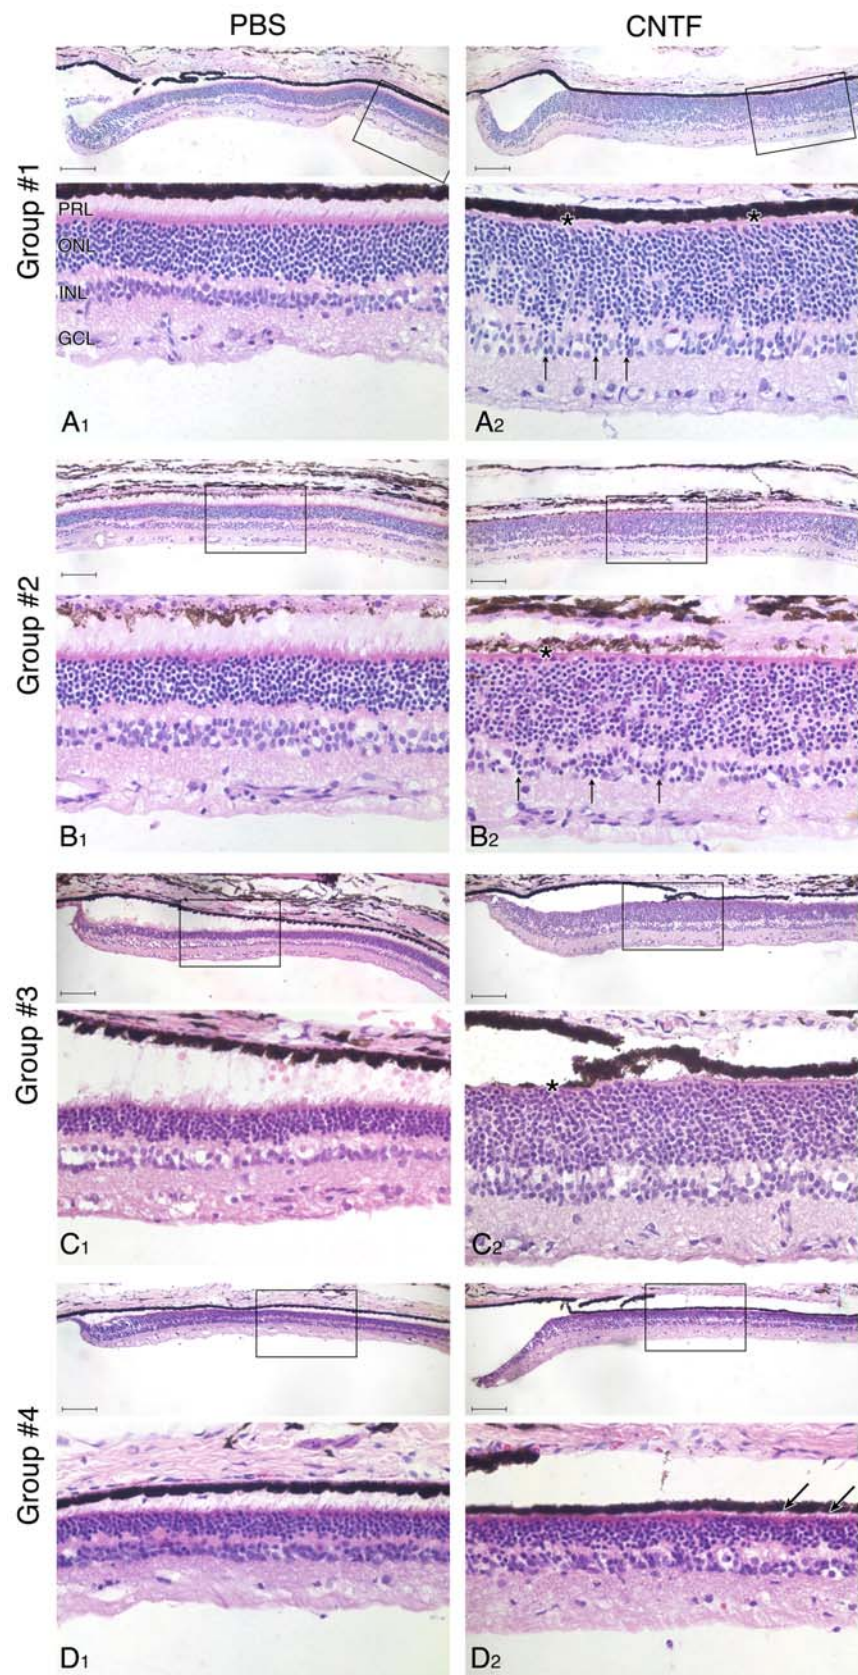 PBS CNTF
Group #1
PRL
ONL
INL
GCL
* *
A1 A2
Group #2
*
B1 B2
Group #3
*
C1 C2
Group #4
D1 D2